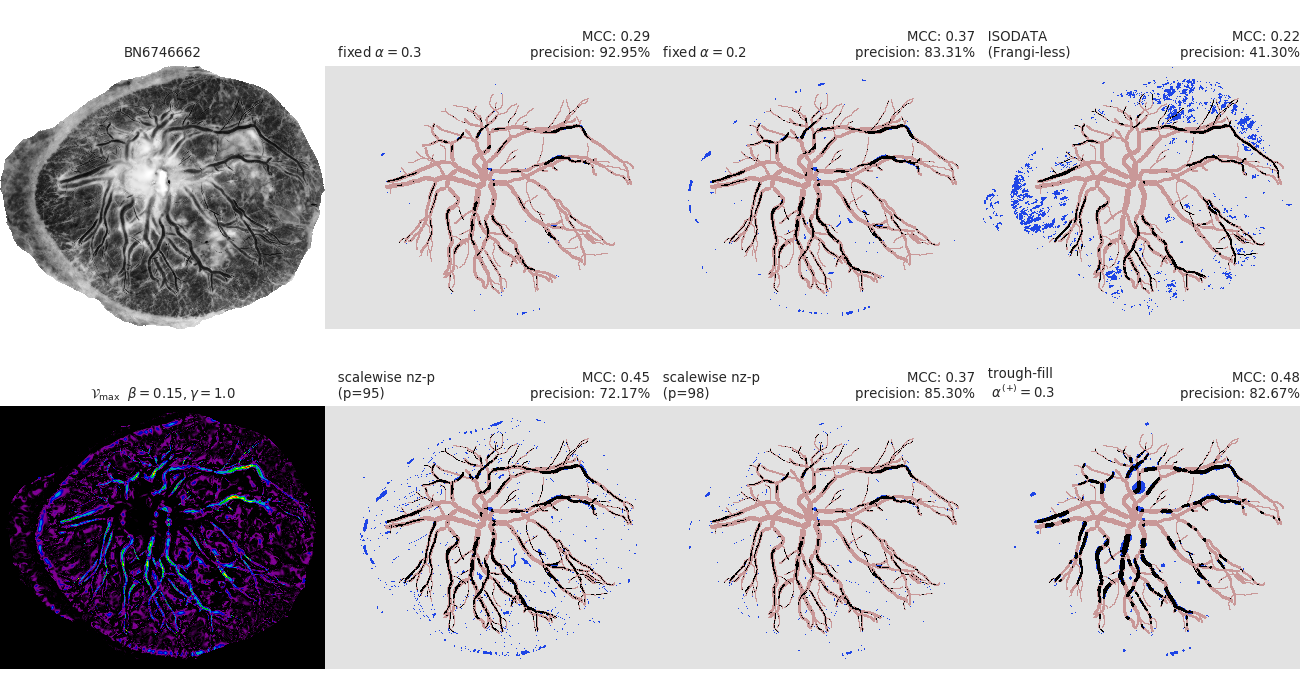 BN6746662
fixed α = 0.3
MCC: 0.29
precision: 92.95%
fixed α = 0.2
MCC: 0.37
precision: 83.31%
ISODATA
(Frangi-less)
MCC: 0.22
precision: 41.30%
𝒱max β = 0.15, γ = 1.0
scalewise nz-p
(p=95)
MCC: 0.45
precision: 72.17%
scalewise nz-p
(p=98)
MCC: 0.37
precision: 85.30%
trough-fill
α(+) = 0.3
MCC: 0.48
precision: 82.67%